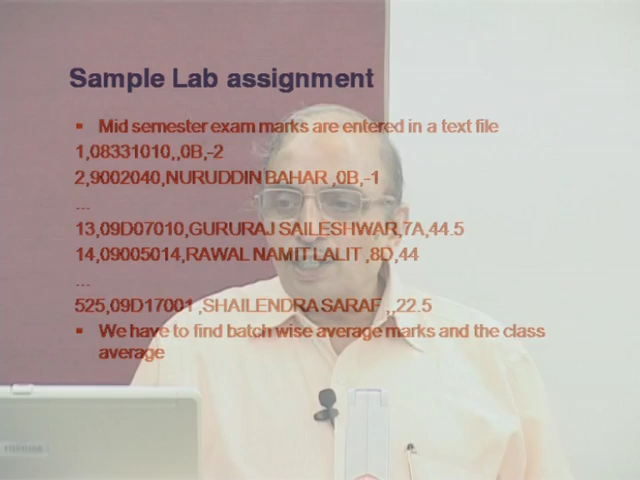 Sample Lab assignment
Mid semester exam marks are entered in a text file
1,08331010,,0B,-2
2,9002040,NURUDDIN BAHAR ,0B,-1
...
13,09D07010,GURURAJ SAILESHWAR,7A,44.5
14,09005014,RAWAL NAMIT LALIT ,8D,44
...
525,09D17001 ,SHAILENDRA SARAF , ,22.5
We have to find batch wise average marks and the class
average